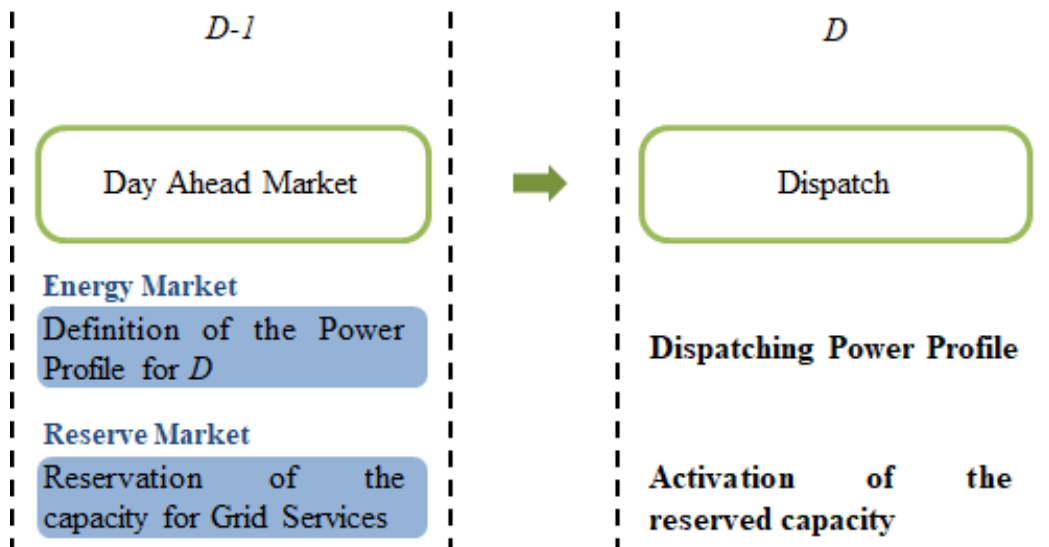 D-1
Day Ahead Market
Energy Market
Definition of the Power
Profile for D
Reserve Market
Reservation of the
capacity for Grid Services
D
Dispatch
Dispatching Power Profile
Activation of the
reserved capacity